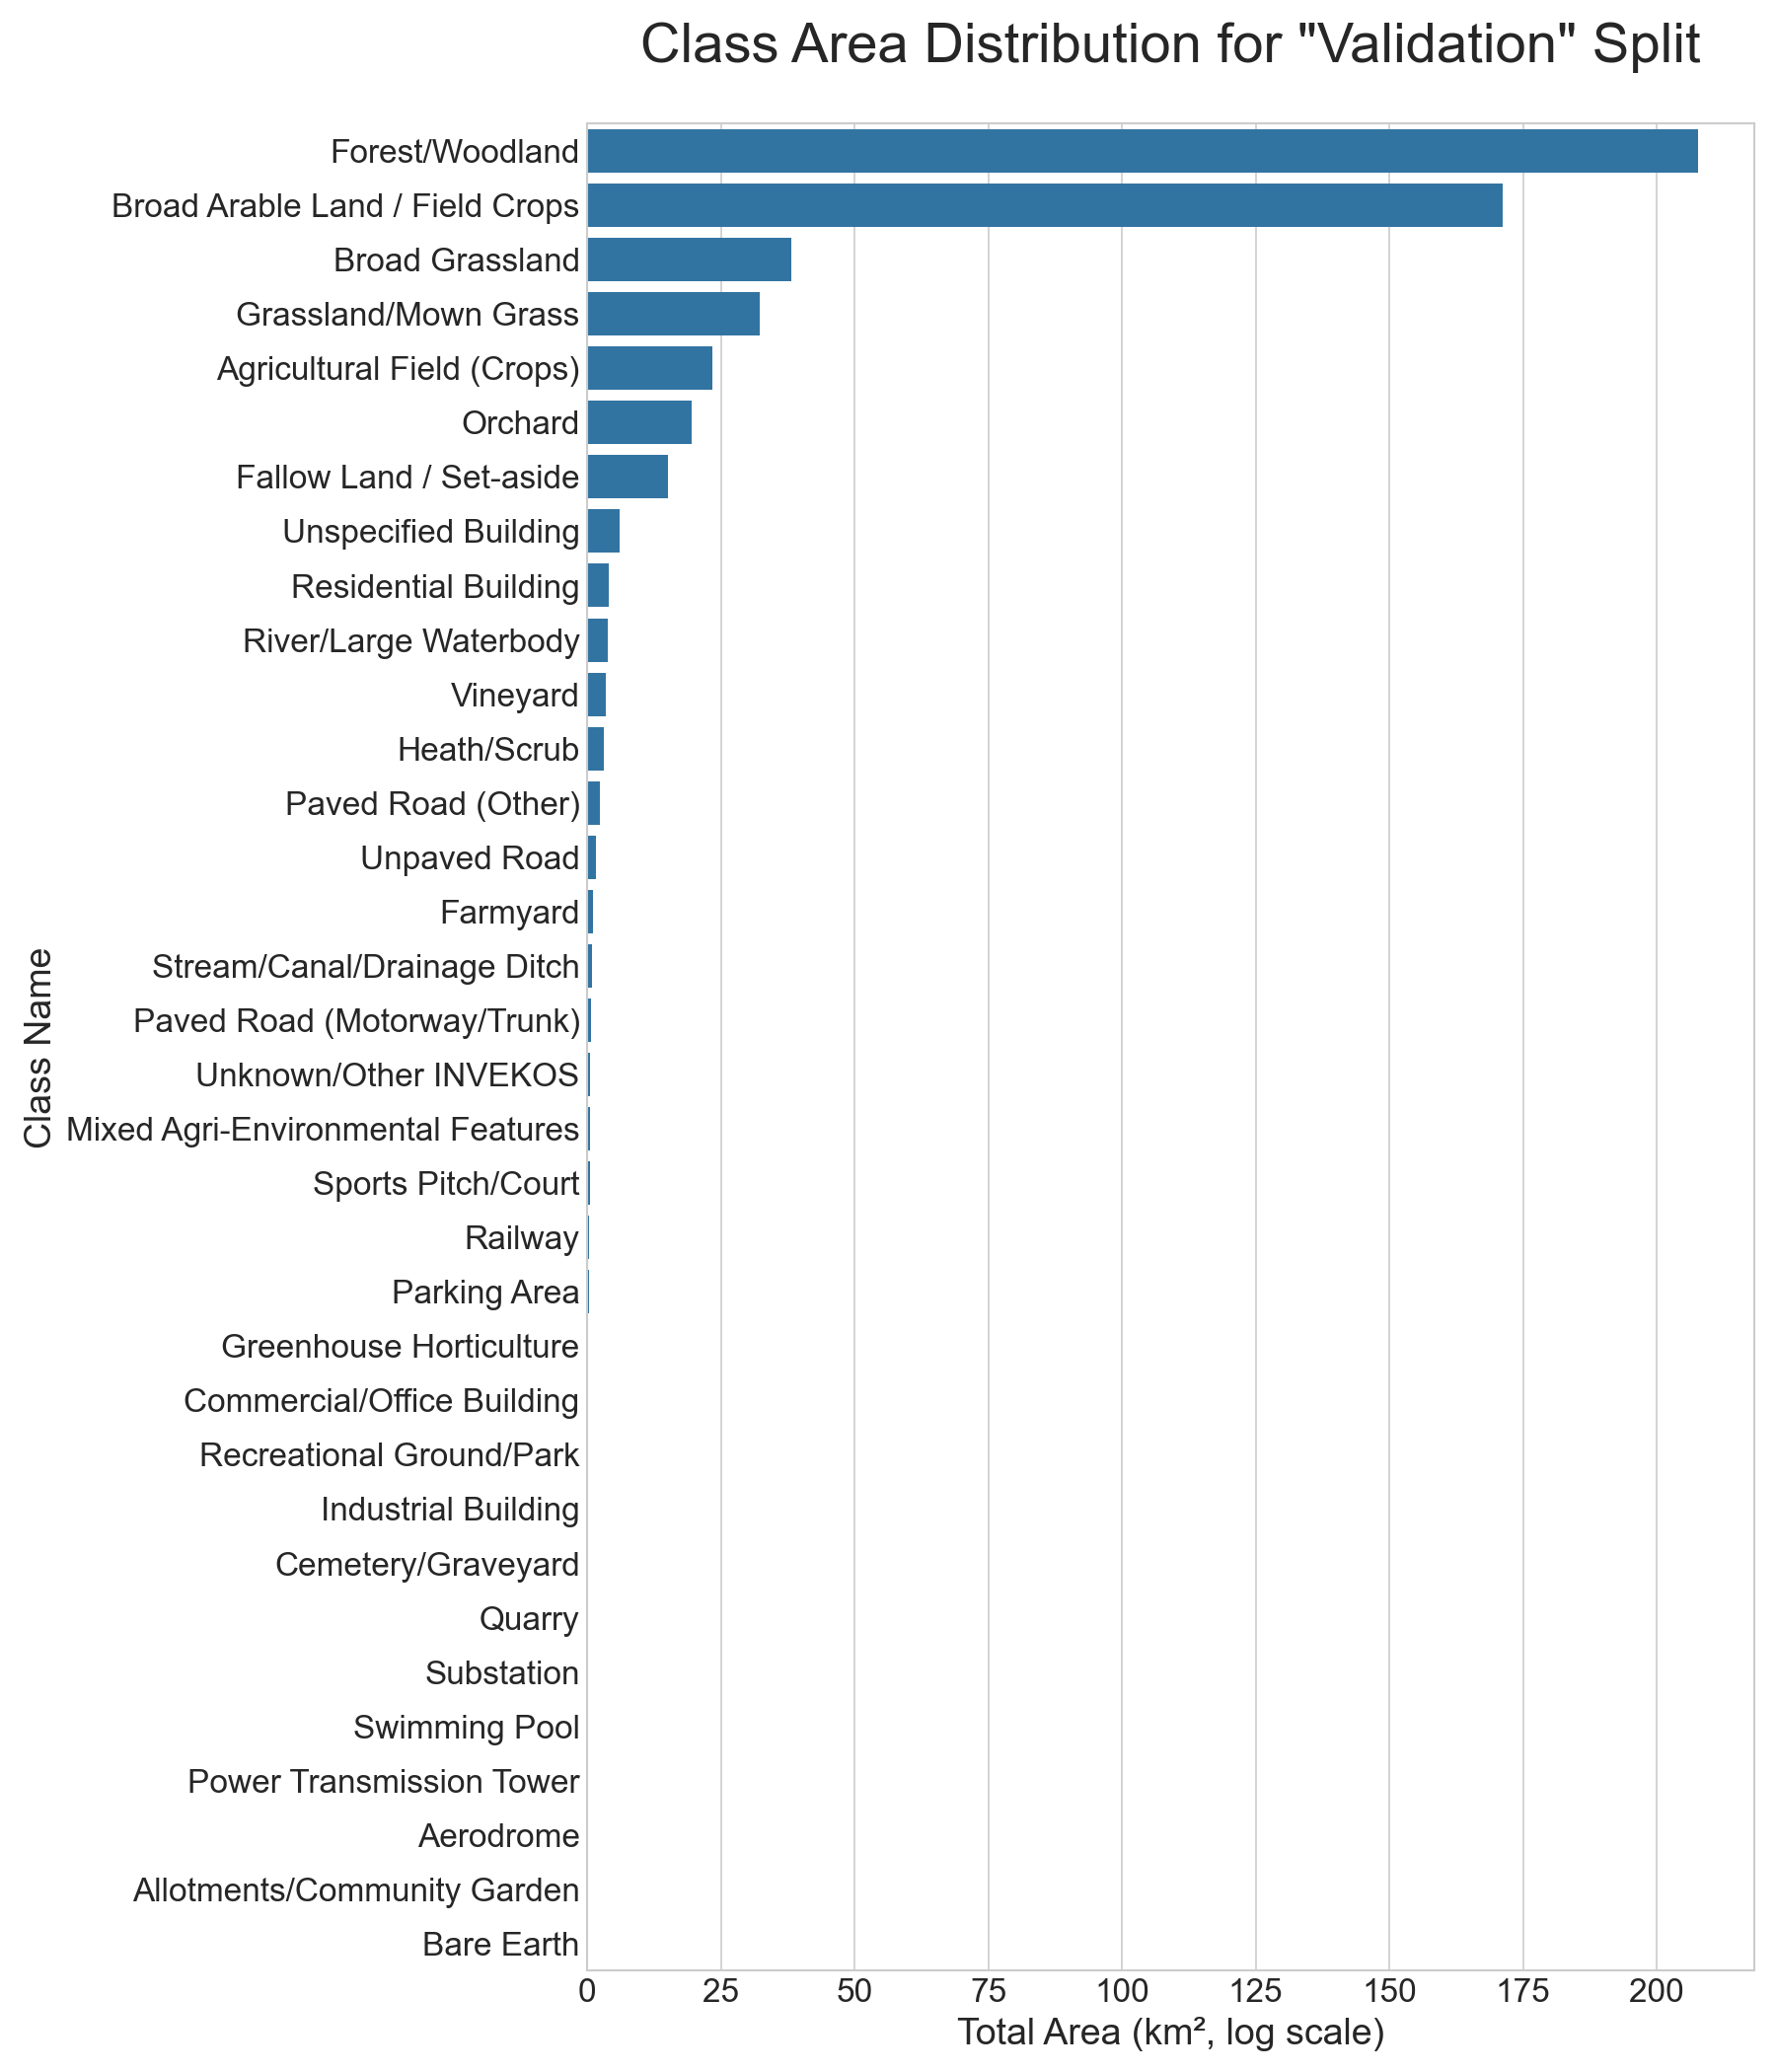 Class Area Distribution for "Validation" Split
Forest/Woodland
Broad Arable Land / Field Crops
Broad Grassland
Grassland/Mown Grass
Agricultural Field (Crops)
Orchard
Fallow Land / Set-aside
Unspecified Building
Residential Building
River/Large Waterbody
Vineyard
Heath/Scrub
Paved Road (Other)
Unpaved Road
Farmyard
Stream/Canal/Drainage Ditch
Paved Road (Motorway/Trunk)
Unknown/Other INVEKOS
Mixed Agri-Environmental Features
Sports Pitch/Court
Railway
Parking Area
Greenhouse Horticulture
Commercial/Office Building
Recreational Ground/Park
Industrial Building
Cemetery/Graveyard
Quarry
Substation
Swimming Pool
Power Transmission Tower
Aerodrome
Allotments/Community Garden
Bare Earth
Class Name
0 25 50 75 100 125 150 175 200
Total Area (km², log scale)